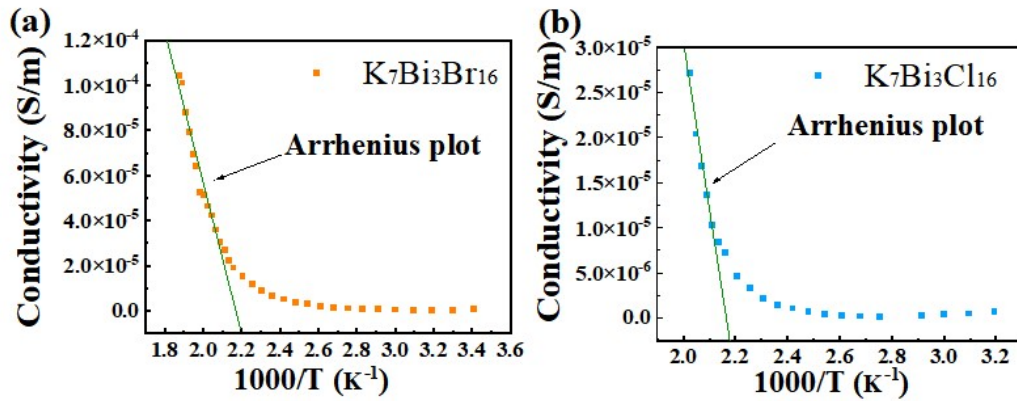 (a)
Conductivity (S/m)
1.2×10⁻⁴
1.0×10⁻⁴
8.0×10⁻⁵
6.0×10⁻⁵
4.0×10⁻⁵
2.0×10⁻⁵
0.0
K₇Bi₃Br₁₆
Arrhenius plot
1.8 2.0 2.2 2.4 2.6 2.8 3.0 3.2 3.4 3.6
1000/T (K⁻¹)
(b)
Conductivity (S/m)
3.0×10⁻⁵
2.5×10⁻⁵
2.0×10⁻⁵
1.5×10⁻⁵
1.0×10⁻⁵
5.0×10⁻⁶
0.0
K₇Bi₃Cl₁₆
Arrhenius plot
2.0 2.2 2.4 2.6 2.8 3.0 3.2
1000/T (K⁻¹)